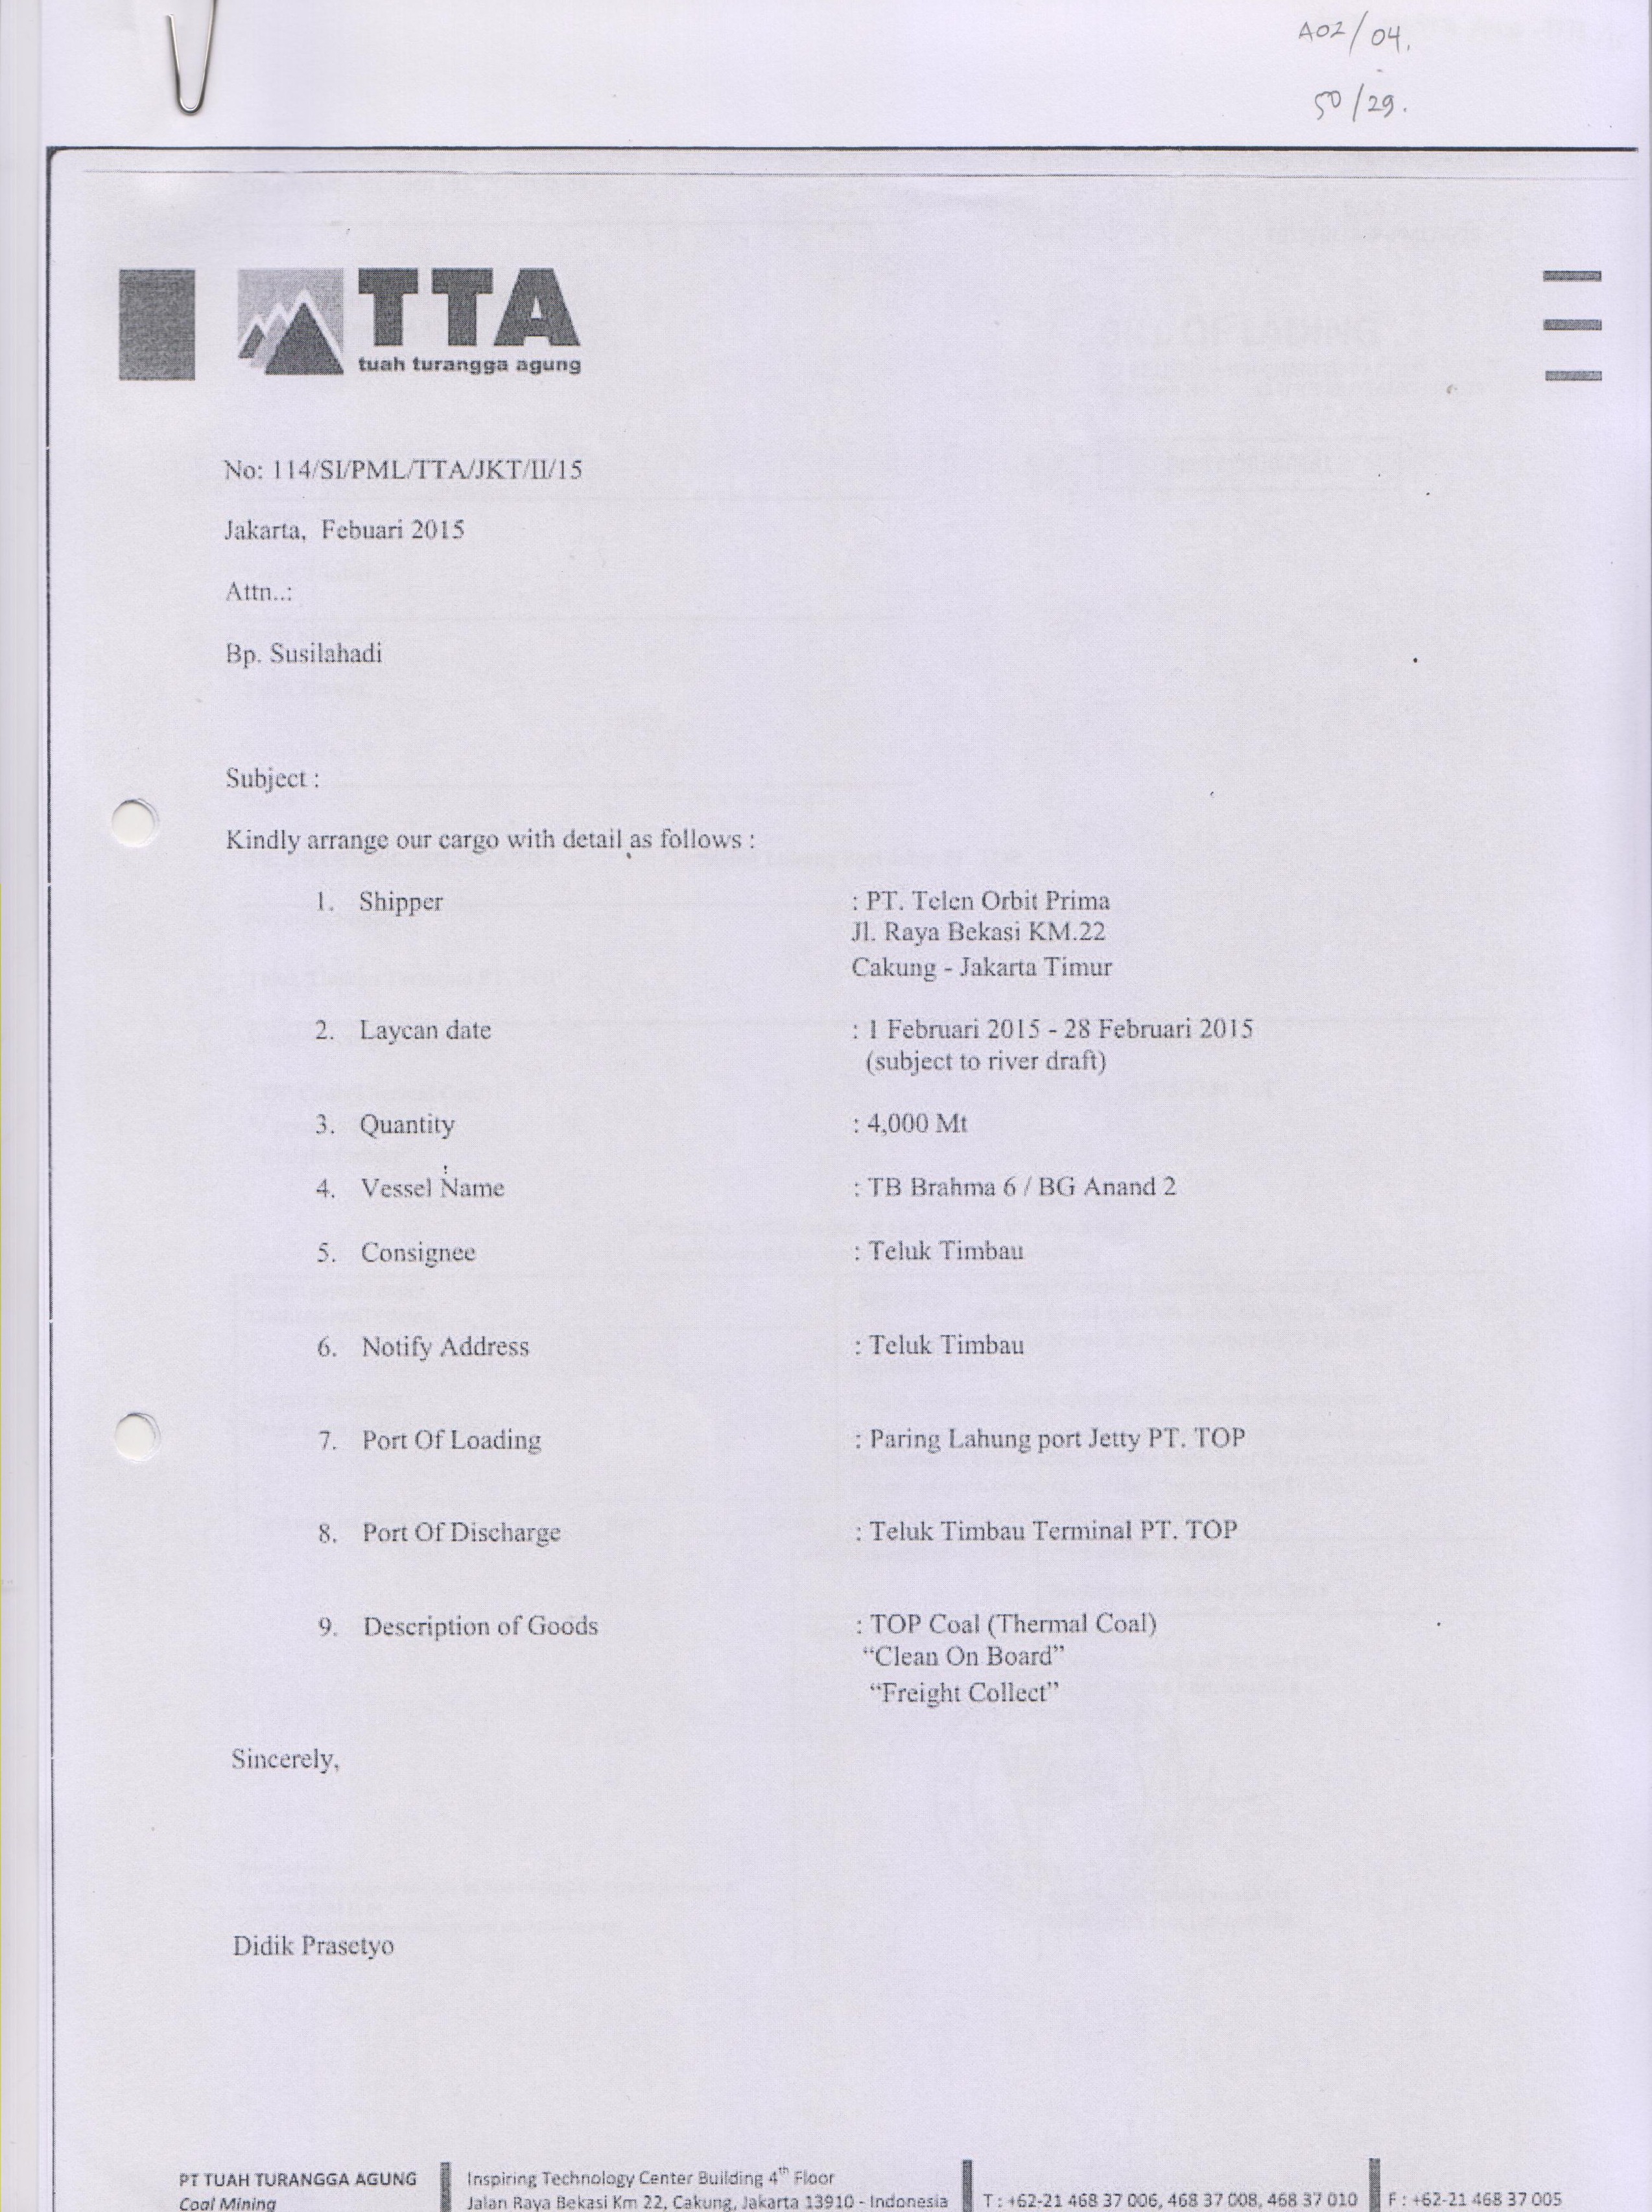 A02/04.
50/29.
TTA
tuah turangga agung
No: 114/SI/PML/TTA/JKT/II/15
Jakarta, Febuari 2015
Attn..:
Bp. Susilahadi
Subject :
Kindly arrange our cargo with detail as follows :
1. Shipper : PT. Telen Orbit Prima
Jl. Raya Bekasi KM.22
Cakung - Jakarta Timur
2. Laycan date : 1 Februari 2015 - 28 Februari 2015
(subject to river draft)
3. Quantity : 4,000 Mt
4. Vessel Name : TB Brahma 6 / BG Anand 2
5. Consignee : Teluk Timbau
6. Notify Address : Teluk Timbau
7. Port Of Loading : Paring Lahung port Jetty PT. TOP
8. Port Of Discharge : Teluk Timbau Terminal PT. TOP
9. Description of Goods : TOP Coal (Thermal Coal)
“Clean On Board”
“Freight Collect”
Sincerely,
Didik Prasetyo
PT TUAH TURANGGA AGUNG
Coal Mining
Inspiring Technology Center Building 4th Floor
Jalan Raya Bekasi Km 22, Cakung, Jakarta 13910 - Indonesia
T : +62-21 468 37 006, 468 37 008, 468 37 010
F : +62-21 468 37 005